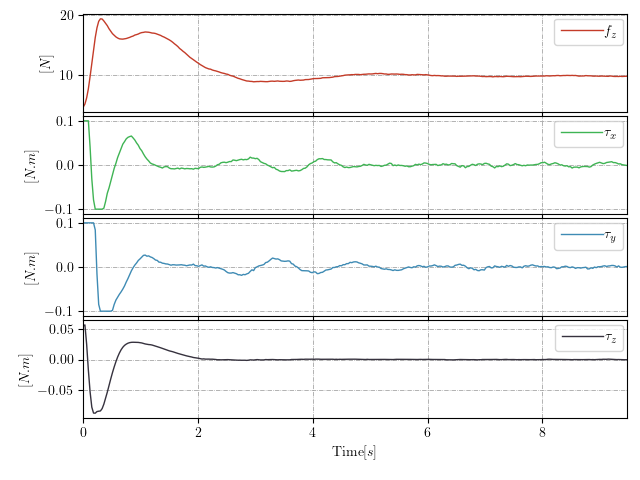 20
10
[N]
f_z
0.1
0.0
−0.1
[N.m]
τ_x
0.1
0.0
−0.1
[N.m]
τ_y
0.05
0.00
−0.05
[N.m]
τ_z
0 2 4 6 8
Time[s]